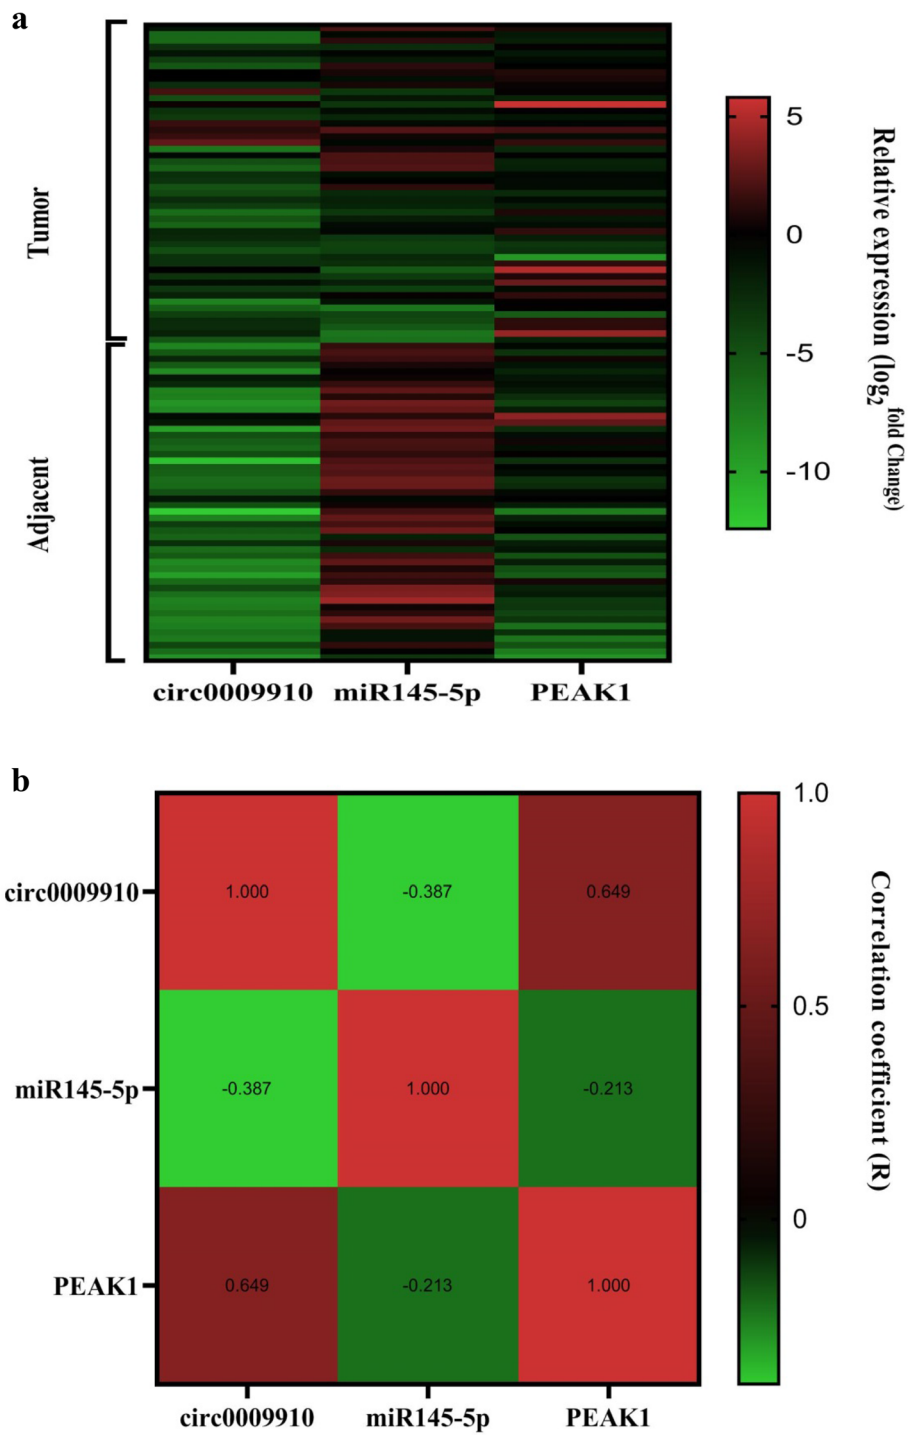 a
Tumor
Adjacent
circ0009910 miR145-5p PEAK1
5
0
-5
-10
Relative expression (log2 fold Change)
b
circ0009910
miR145-5p
PEAK1
1.000 -0.387 0.649
-0.387 1.000 -0.213
0.649 -0.213 1.000
circ0009910 miR145-5p PEAK1
1.0
0.5
0
Correlation coefficient (R)